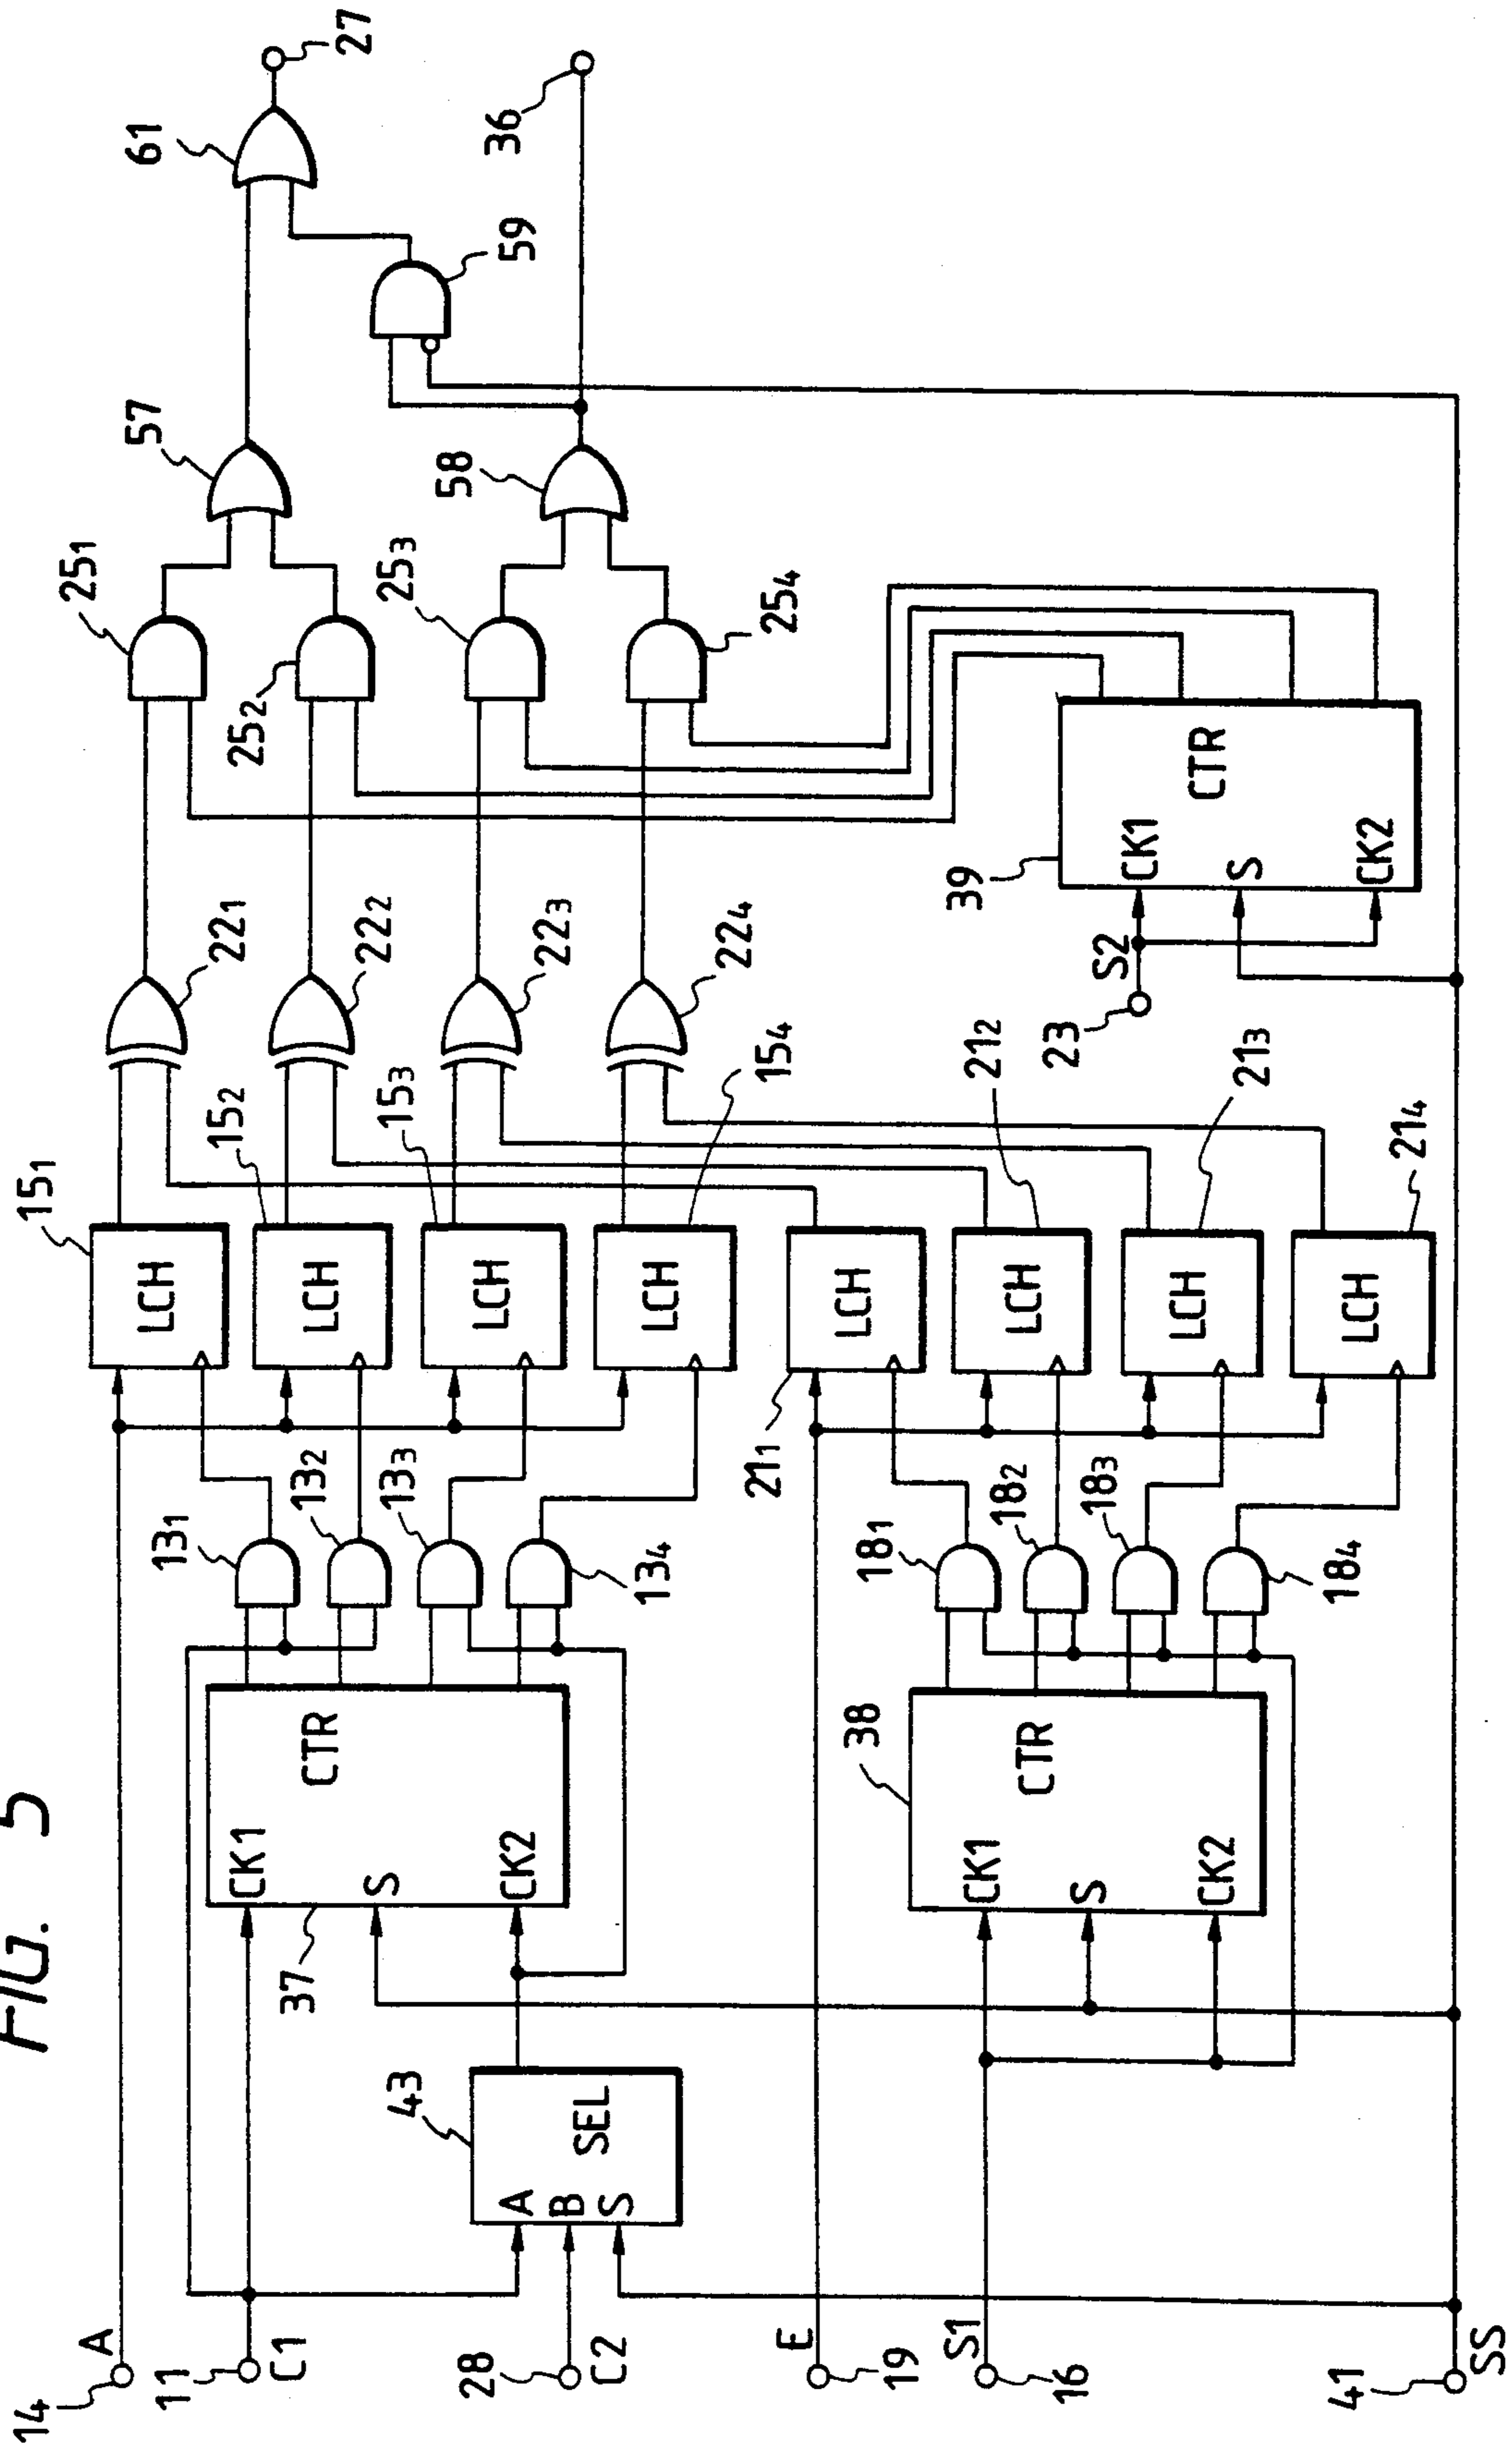 FIG. 5
14
A
11
C1
28
C2
E
19
S1
16
41
SS
43
A
B
S
SEL
37
CK1
S
CK2
CTR
38
CK1
S
CK2
CTR
131
132
133
134
181
182
183
184
151
LCH
152
LCH
153
LCH
154
LCH
211
LCH
212
LCH
213
LCH
214
LCH
221
222
223
224
23
S2
39
CK1
S
CK2
CTR
251
252
253
254
57
58
59
61
27
36